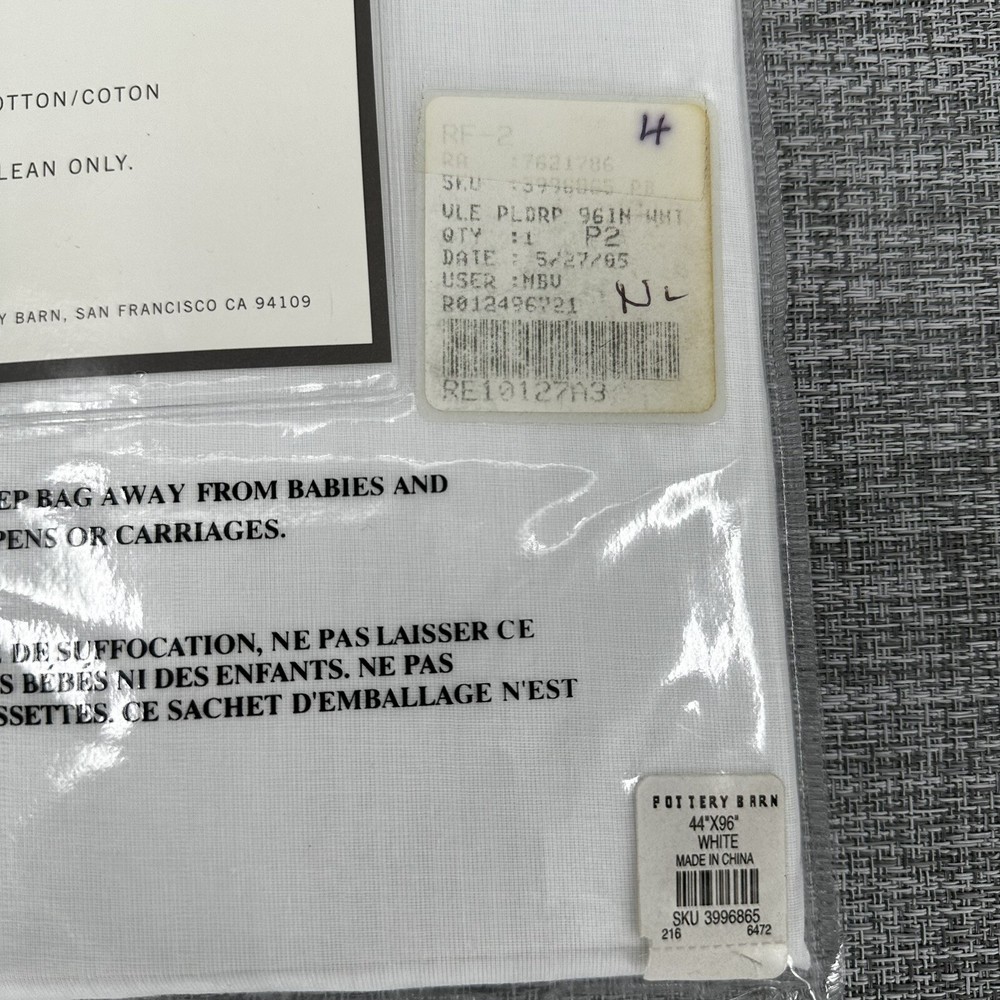 OTTON/COTON
LEAN ONLY.
Y BARN, SAN FRANCISCO CA 94109
4
RF-2
RA :7621786
SKU :3996865 PB
VLE PLDRP 96IN WHT
QTY :1 P2
DATE : 5/27/05
USER :MBV
NL
RE10127A3
EP BAG AWAY FROM BABIES AND
PENS OR CARRIAGES.
DE SUFFOCATION, NE PAS LAISSER CE
S BÉBÉS NI DES ENFANTS. NE PAS
SSETTES. CE SACHET D'EMBALLAGE N'EST
POTTERY BARN
44"X96"
WHITE
MADE IN CHINA
SKU 3996865
216 6472